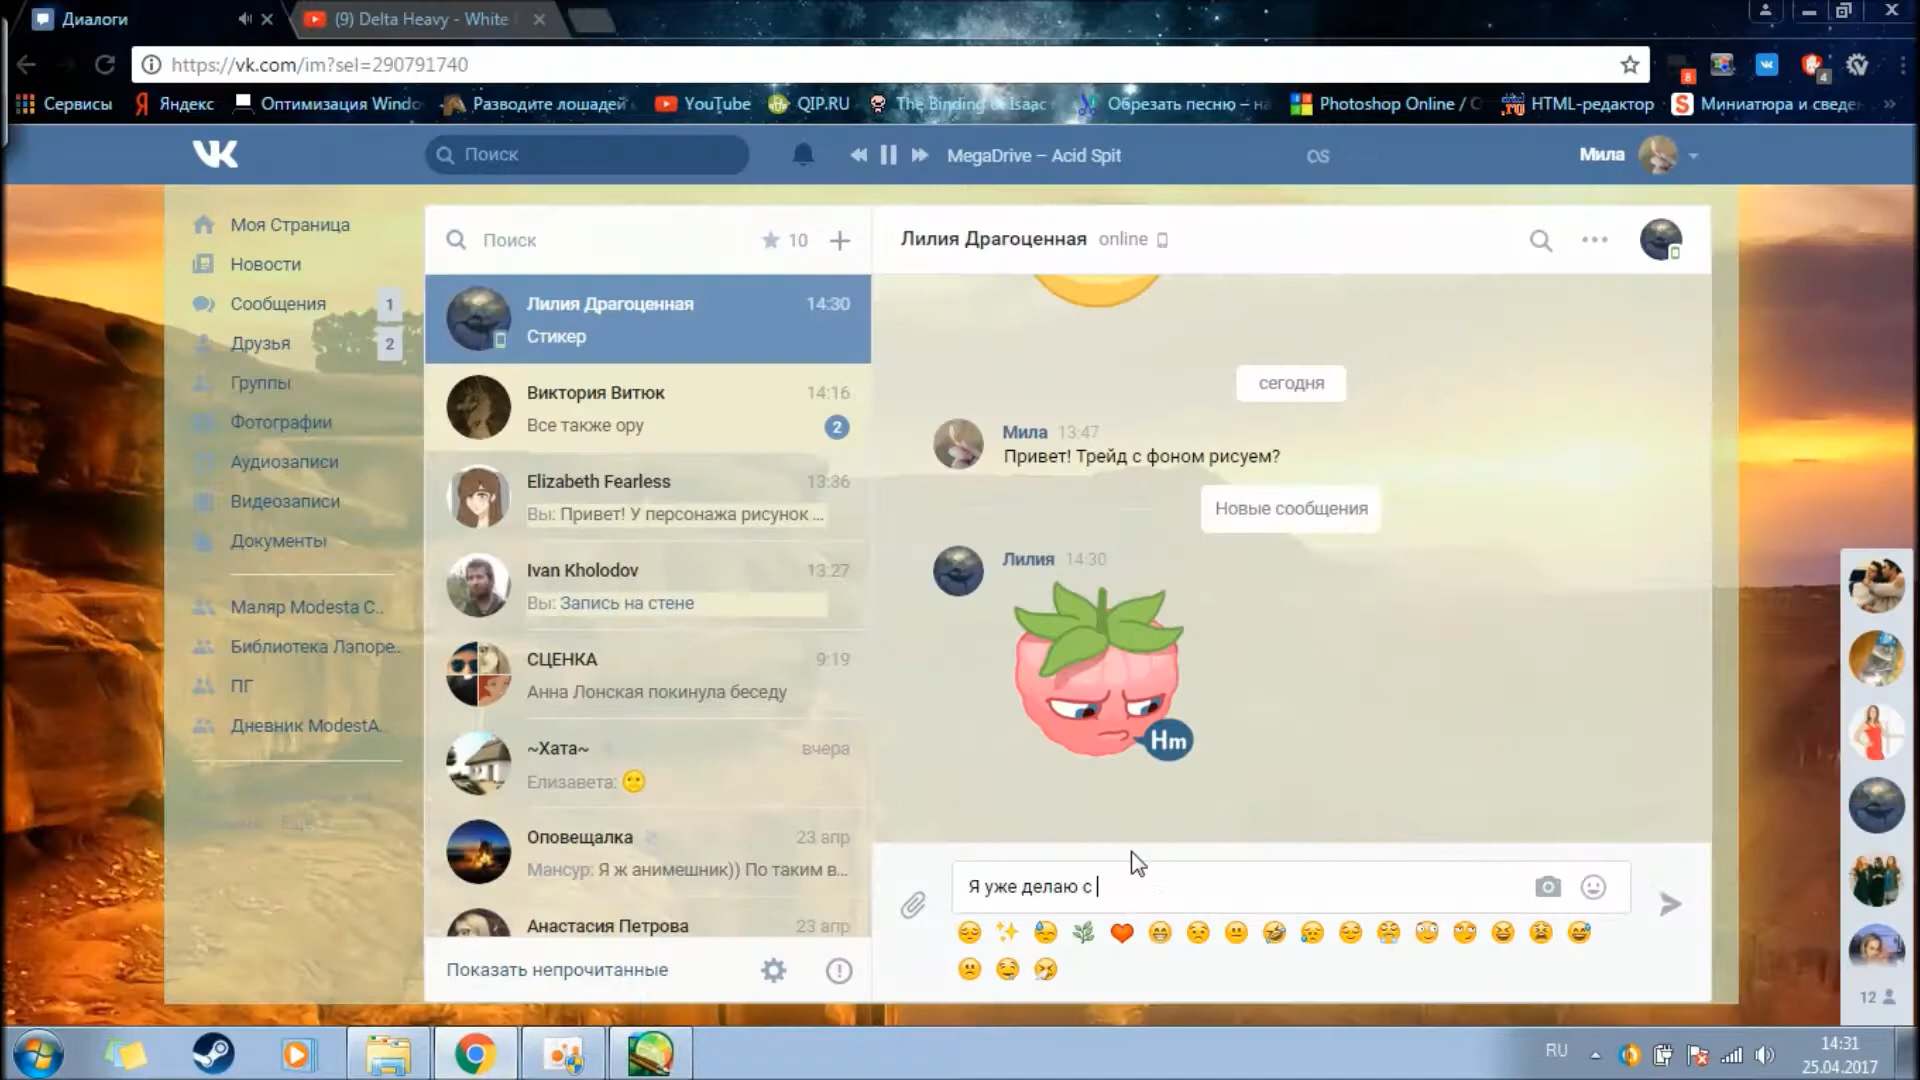 Диалоги
(9) Delta Heavy - White
https://vk.com/im?sel=290791740
8
4
Сервисы
Яндекс
Оптимизация Windo
Разводите лошадей
YouTube
QIP.RU
The Binding of Isaac
Обрезать песню – на
Photoshop Online / C
HTML-редактор
Миниатюра и сведе
»
Поиск
MegaDrive – Acid Spit
Мила
Моя Страница
Новости
Сообщения 1
Друзья 2
Группы
Фотографии
Аудиозаписи
Видеозаписи
Документы
Маляр Modesta С..
Библиотека Лэпоре..
ПГ
Дневник ModestA.
Еще
Поиск
10
Лилия Драгоценная 14:30
Стикер
Виктория Витюк 14:16
Все также ору 2
Elizabeth Fearless 13:36
Вы: Привет! У персонажа рисунок ...
Ivan Kholodov 13:27
Вы: Запись на стене
СЦЕНКА 9:19
Анна Лонская покинула беседу
~Хата~ вчера
Елизавета:
Оповещалка 23 апр
Мансур: Я ж анимешник)) По таким в...
Анастасия Петрова 23 апр
Показать непрочитанные
Лилия Драгоценная online
сегодня
Мила 13:47
Привет! Трейд с фоном рисуем?
Новые сообщения
Лилия 14:30
Hm
Я уже делаю с
12
RU
14:31
25.04.2017